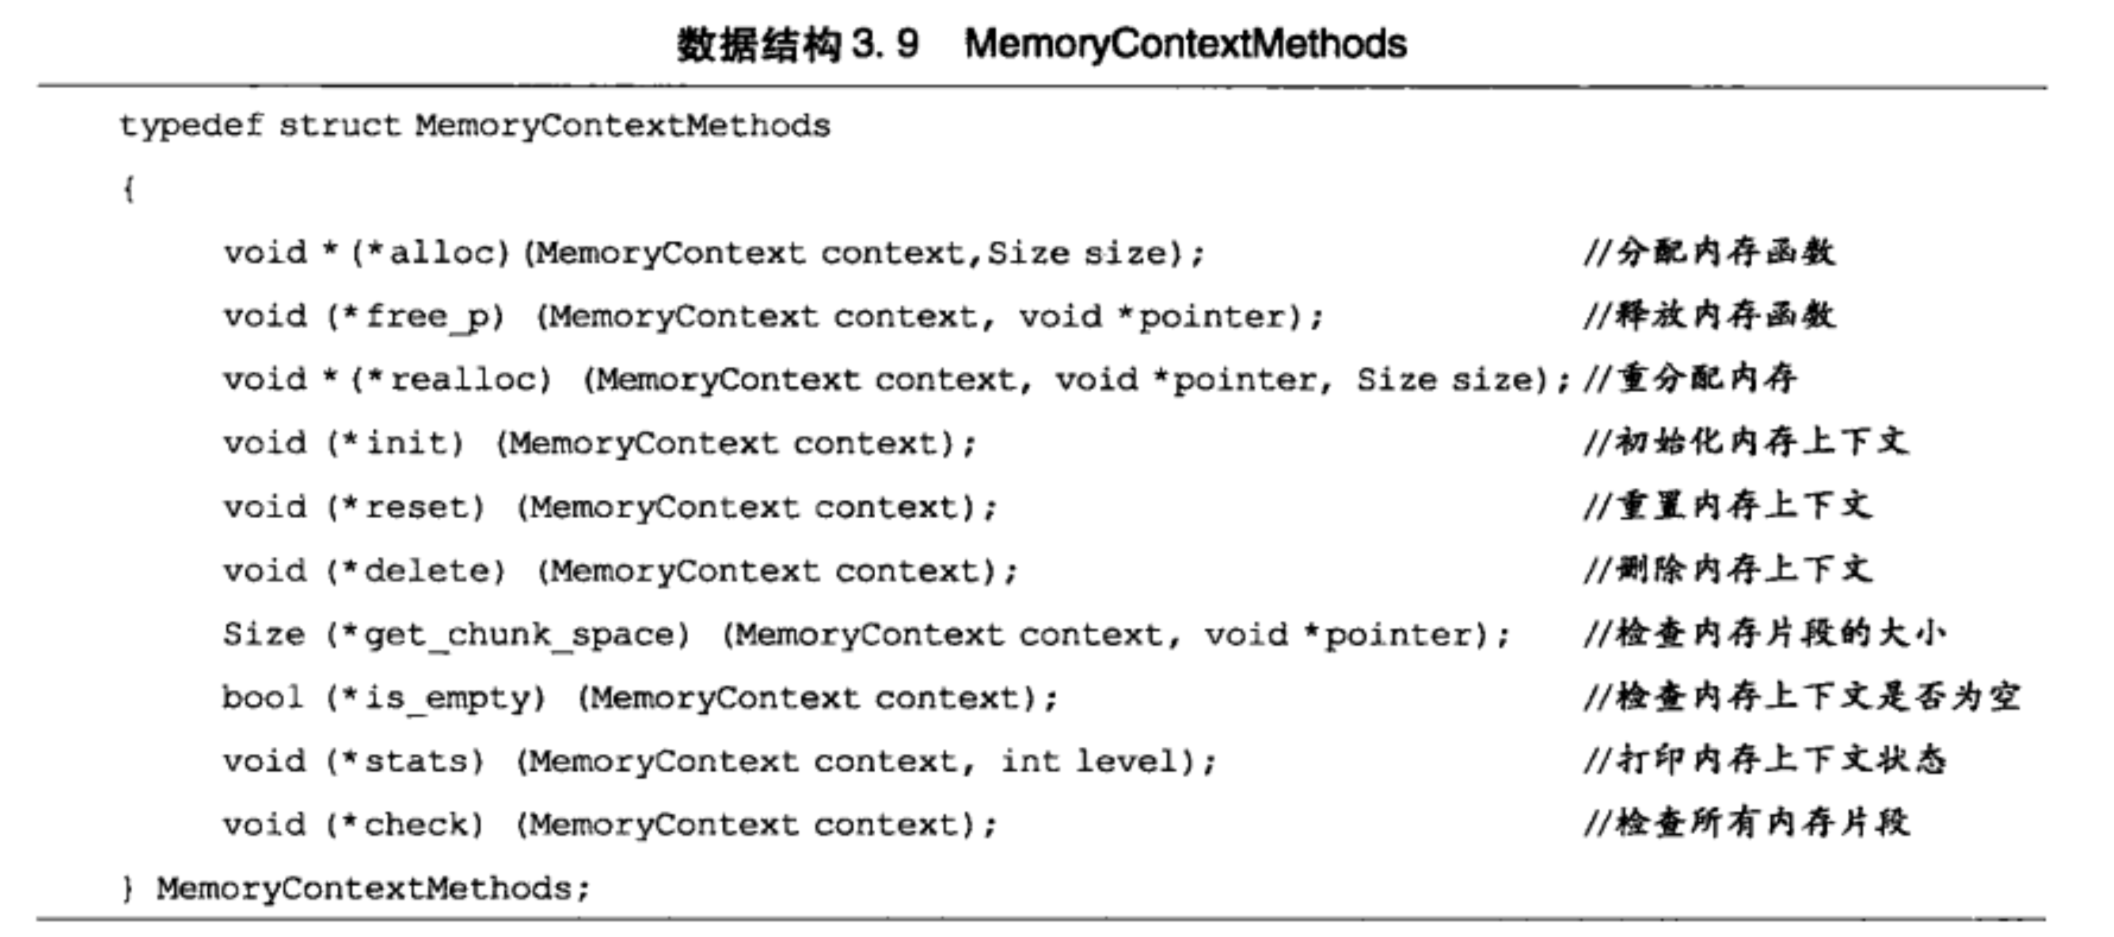 数据结构 3. 9 MemoryContextMethods
typedef struct MemoryContextMethods
{
void * (*alloc) (MemoryContext context,Size size); //分配内存函数
void (*free_p) (MemoryContext context, void *pointer); //释放内存函数
void * (*realloc) (MemoryContext context, void *pointer, Size size); //重分配内存
void (*init) (MemoryContext context); //初始化内存上下文
void (*reset) (MemoryContext context); //重置内存上下文
void (*delete) (MemoryContext context); //删除内存上下文
Size (*get_chunk_space) (MemoryContext context, void *pointer); //检查内存片段的大小
bool (*is_empty) (MemoryContext context); //检查内存上下文是否为空
void (*stats) (MemoryContext context, int level); //打印内存上下文状态
void (*check) (MemoryContext context); //检查所有内存片段
} MemoryContextMethods;